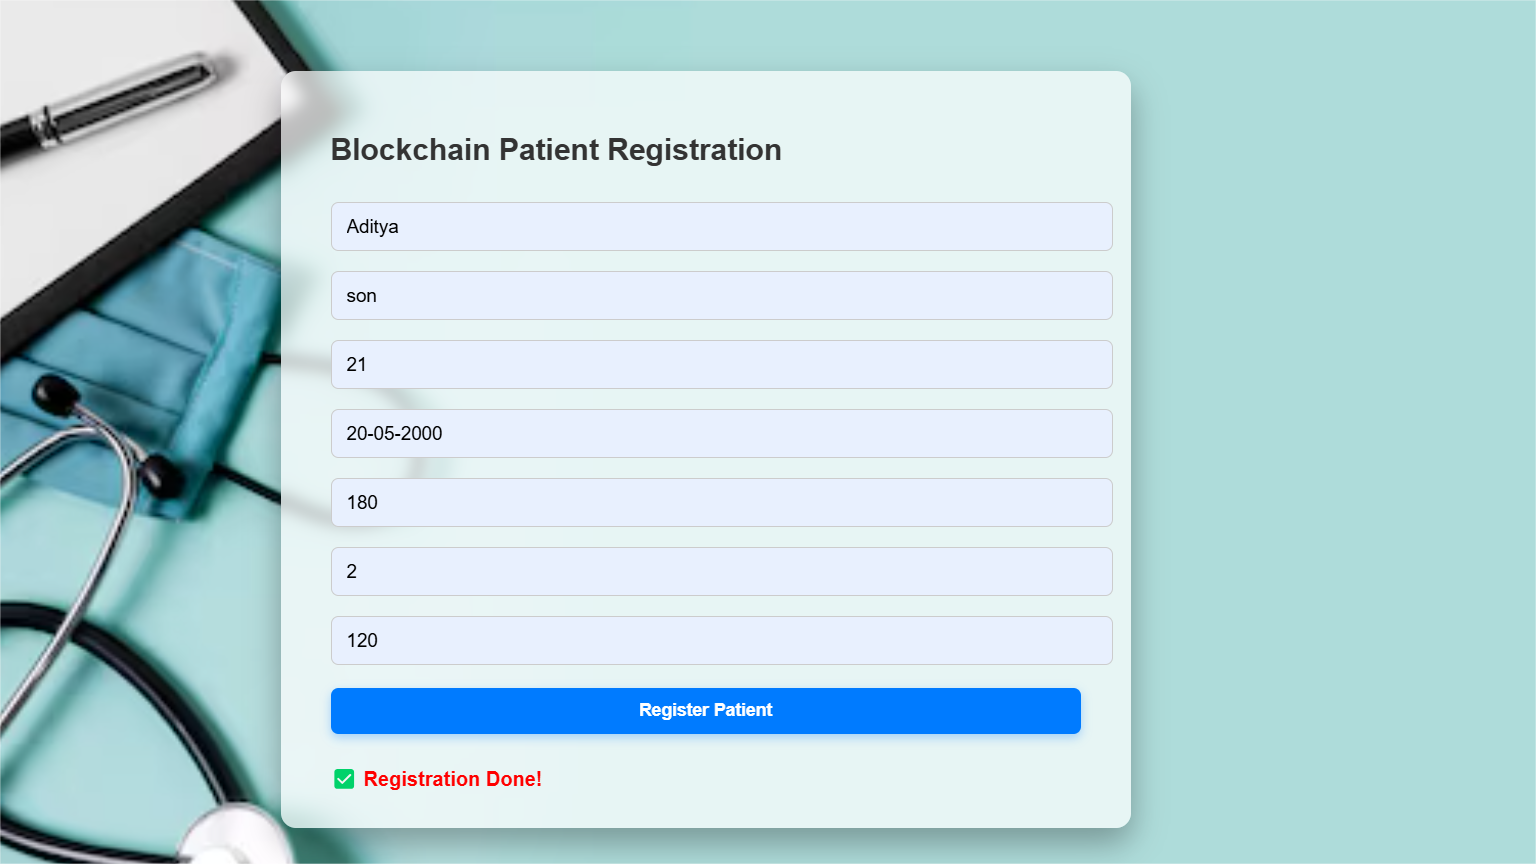 Blockchain Patient Registration
Aditya
son
21
20-05-2000
180
2
120
Register Patient
Registration Done!